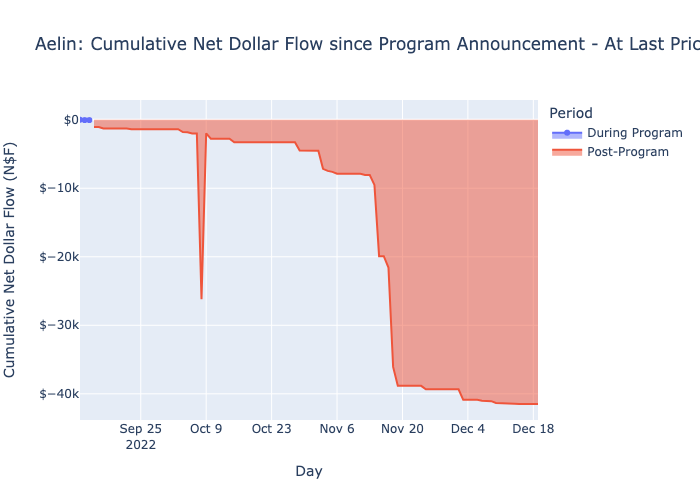 Aelin: Cumulative Net Dollar Flow since Program Announcement - At Last Pric
Period
During Program
Post-Program
Cumulative Net Dollar Flow (N$F)
$0
$−10k
$−20k
$−30k
$−40k
Sep 25
2022
Oct 9
Oct 23
Nov 6
Nov 20
Dec 4
Dec 18
Day